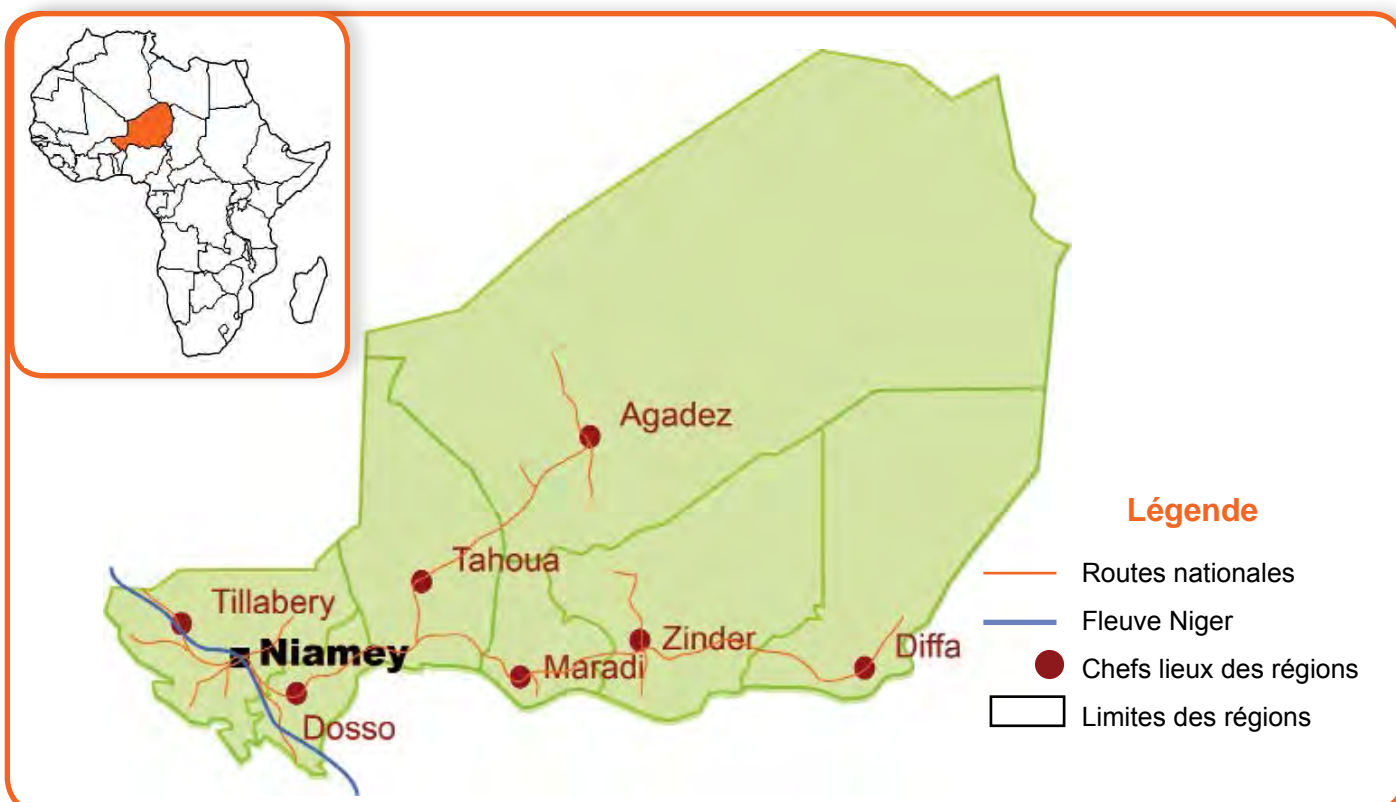 Agadez
Tahoua
Tillabery
Niamey
Zinder
Maradi
Diffa
Dosso
Légende
Routes nationales
Fleuve Niger
Chefs lieux des régions
Limites des régions